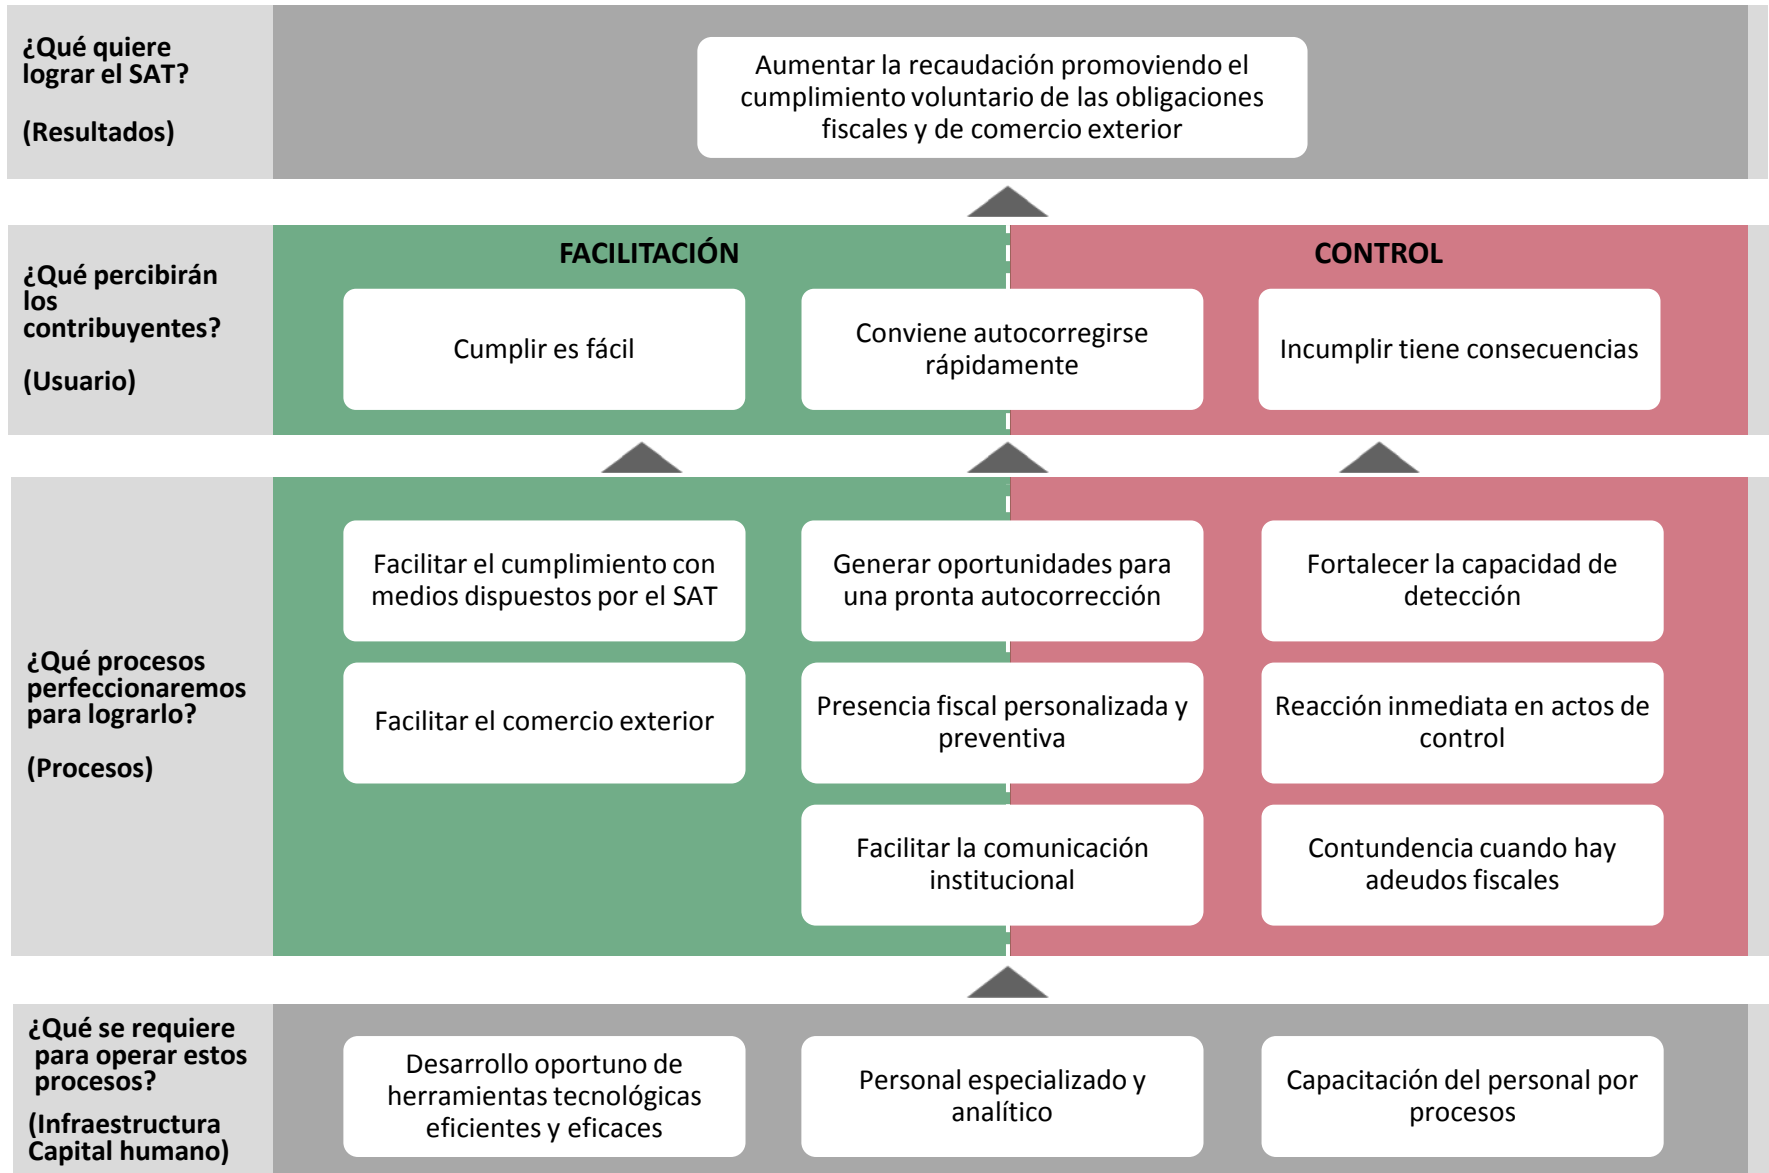 ¿Qué quiere
lograr el SAT?
(Resultados)
Aumentar la recaudación promoviendo el
cumplimiento voluntario de las obligaciones
fiscales y de comercio exterior
¿Qué percibirán
los
contribuyentes?
(Usuario)
FACILITACIÓN
CONTROL
Cumplir es fácil
Conviene autocorregirse
rápidamente
Incumplir tiene consecuencias
¿Qué procesos
perfeccionaremos
para lograrlo?
(Procesos)
Facilitar el cumplimiento con
medios dispuestos por el SAT
Generar oportunidades para
una pronta autocorrección
Fortalecer la capacidad de
detección
Facilitar el comercio exterior
Presencia fiscal personalizada y
preventiva
Reacción inmediata en actos de
control
Facilitar la comunicación
institucional
Contundencia cuando hay
adeudos fiscales
¿Qué se requiere
para operar estos
procesos?
(Infraestructura
Capital humano)
Desarrollo oportuno de
herramientas tecnológicas
eficientes y eficaces
Personal especializado y
analítico
Capacitación del personal por
procesos